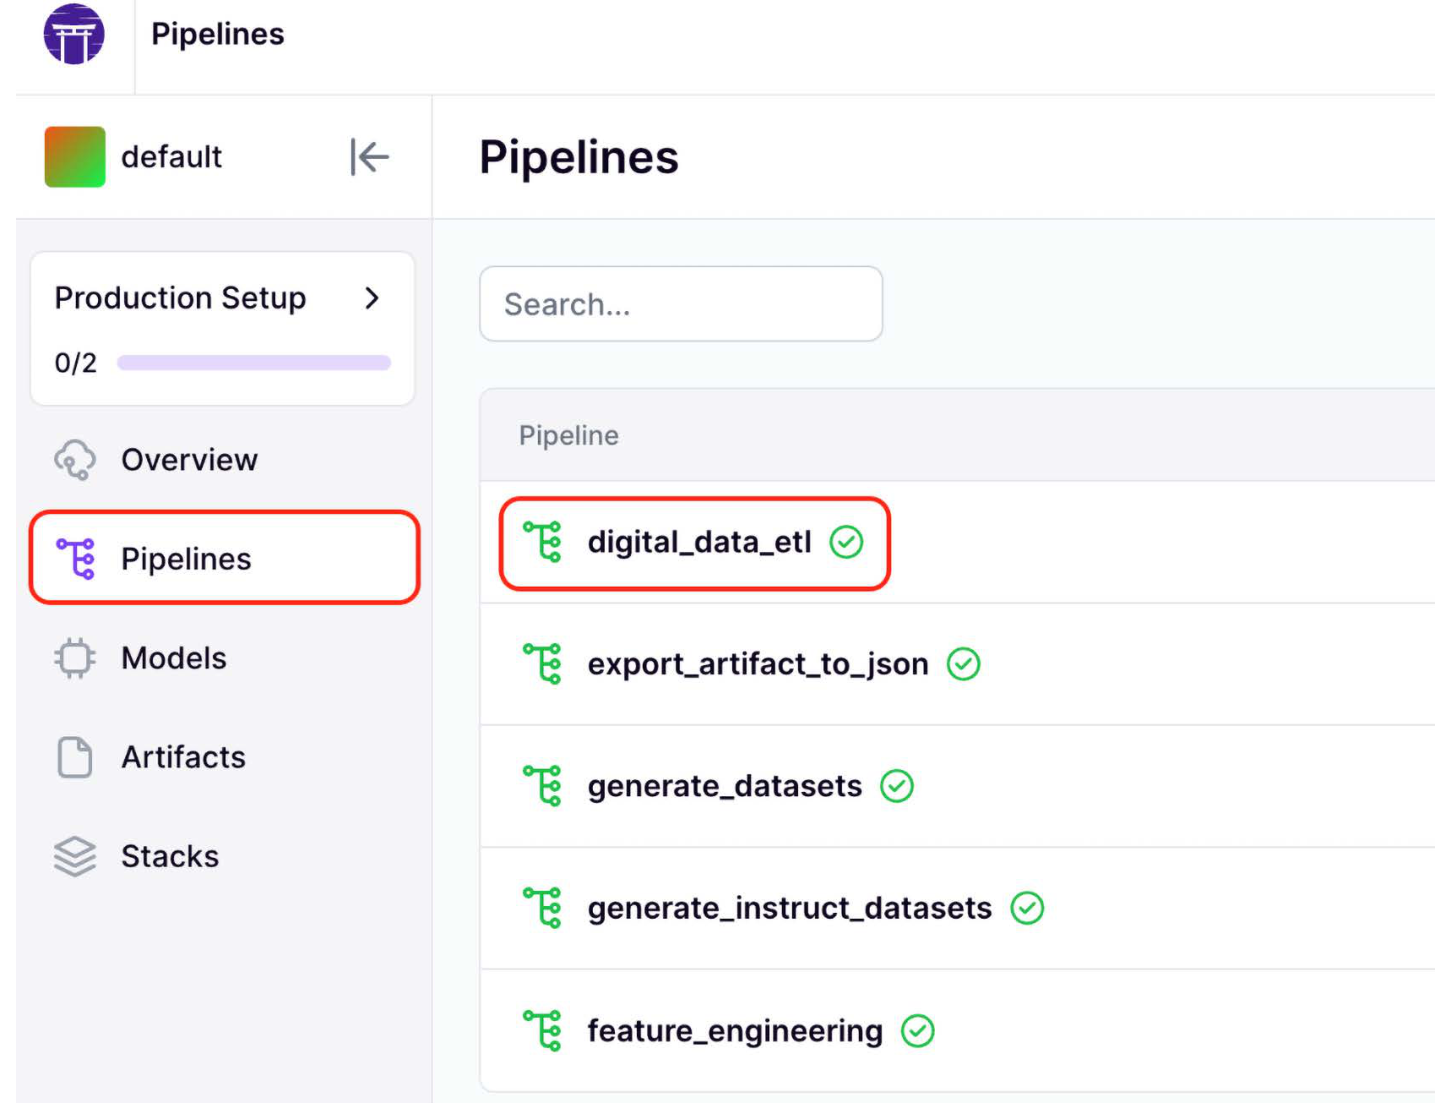 Pipelines
default
Pipelines
Production Setup
0/2
Overview
Pipelines
Models
Artifacts
Stacks
Search...
Pipeline
digital_data_etl
export_artifact_to_json
generate_datasets
generate_instruct_datasets
feature_engineering